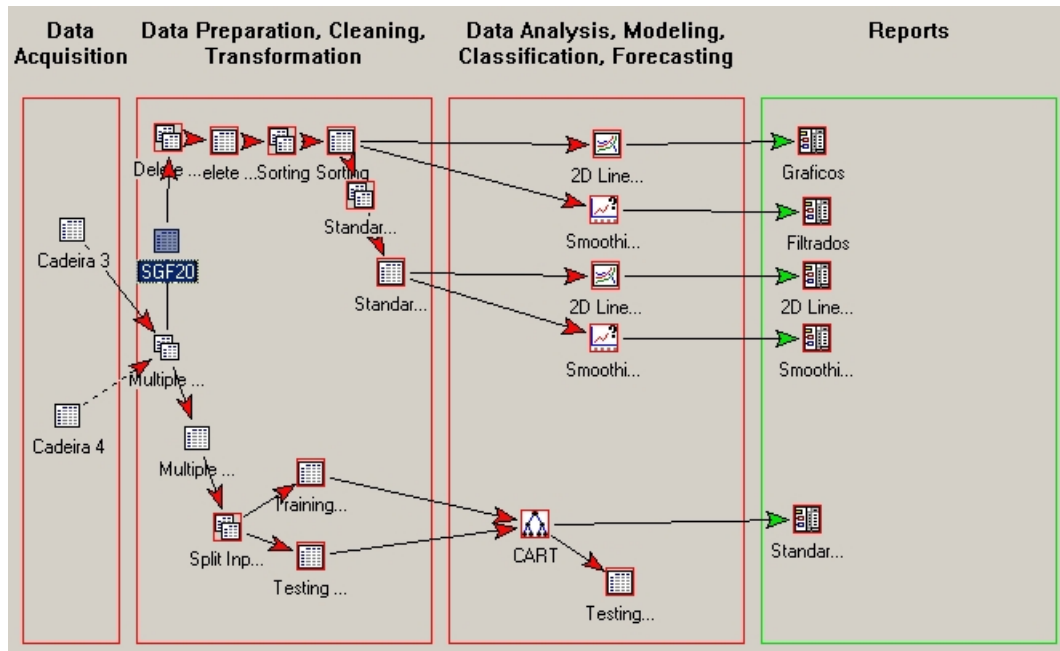 Data
Acquisition
Data Preparation, Cleaning,
Transformation
Data Analysis, Modeling,
Classification, Forecasting
Reports
Delete ...
elete ...
Sorting
Sorting
2D Line...
Graficos
Standar...
Smoothi...
Filtrados
Cadeira 3
SGF20
Standar...
2D Line...
2D Line...
Multiple ...
Smoothi...
Smoothi...
Cadeira 4
Multiple ...
Training...
Split Inp...
CART
Standar...
Testing ...
Testing...